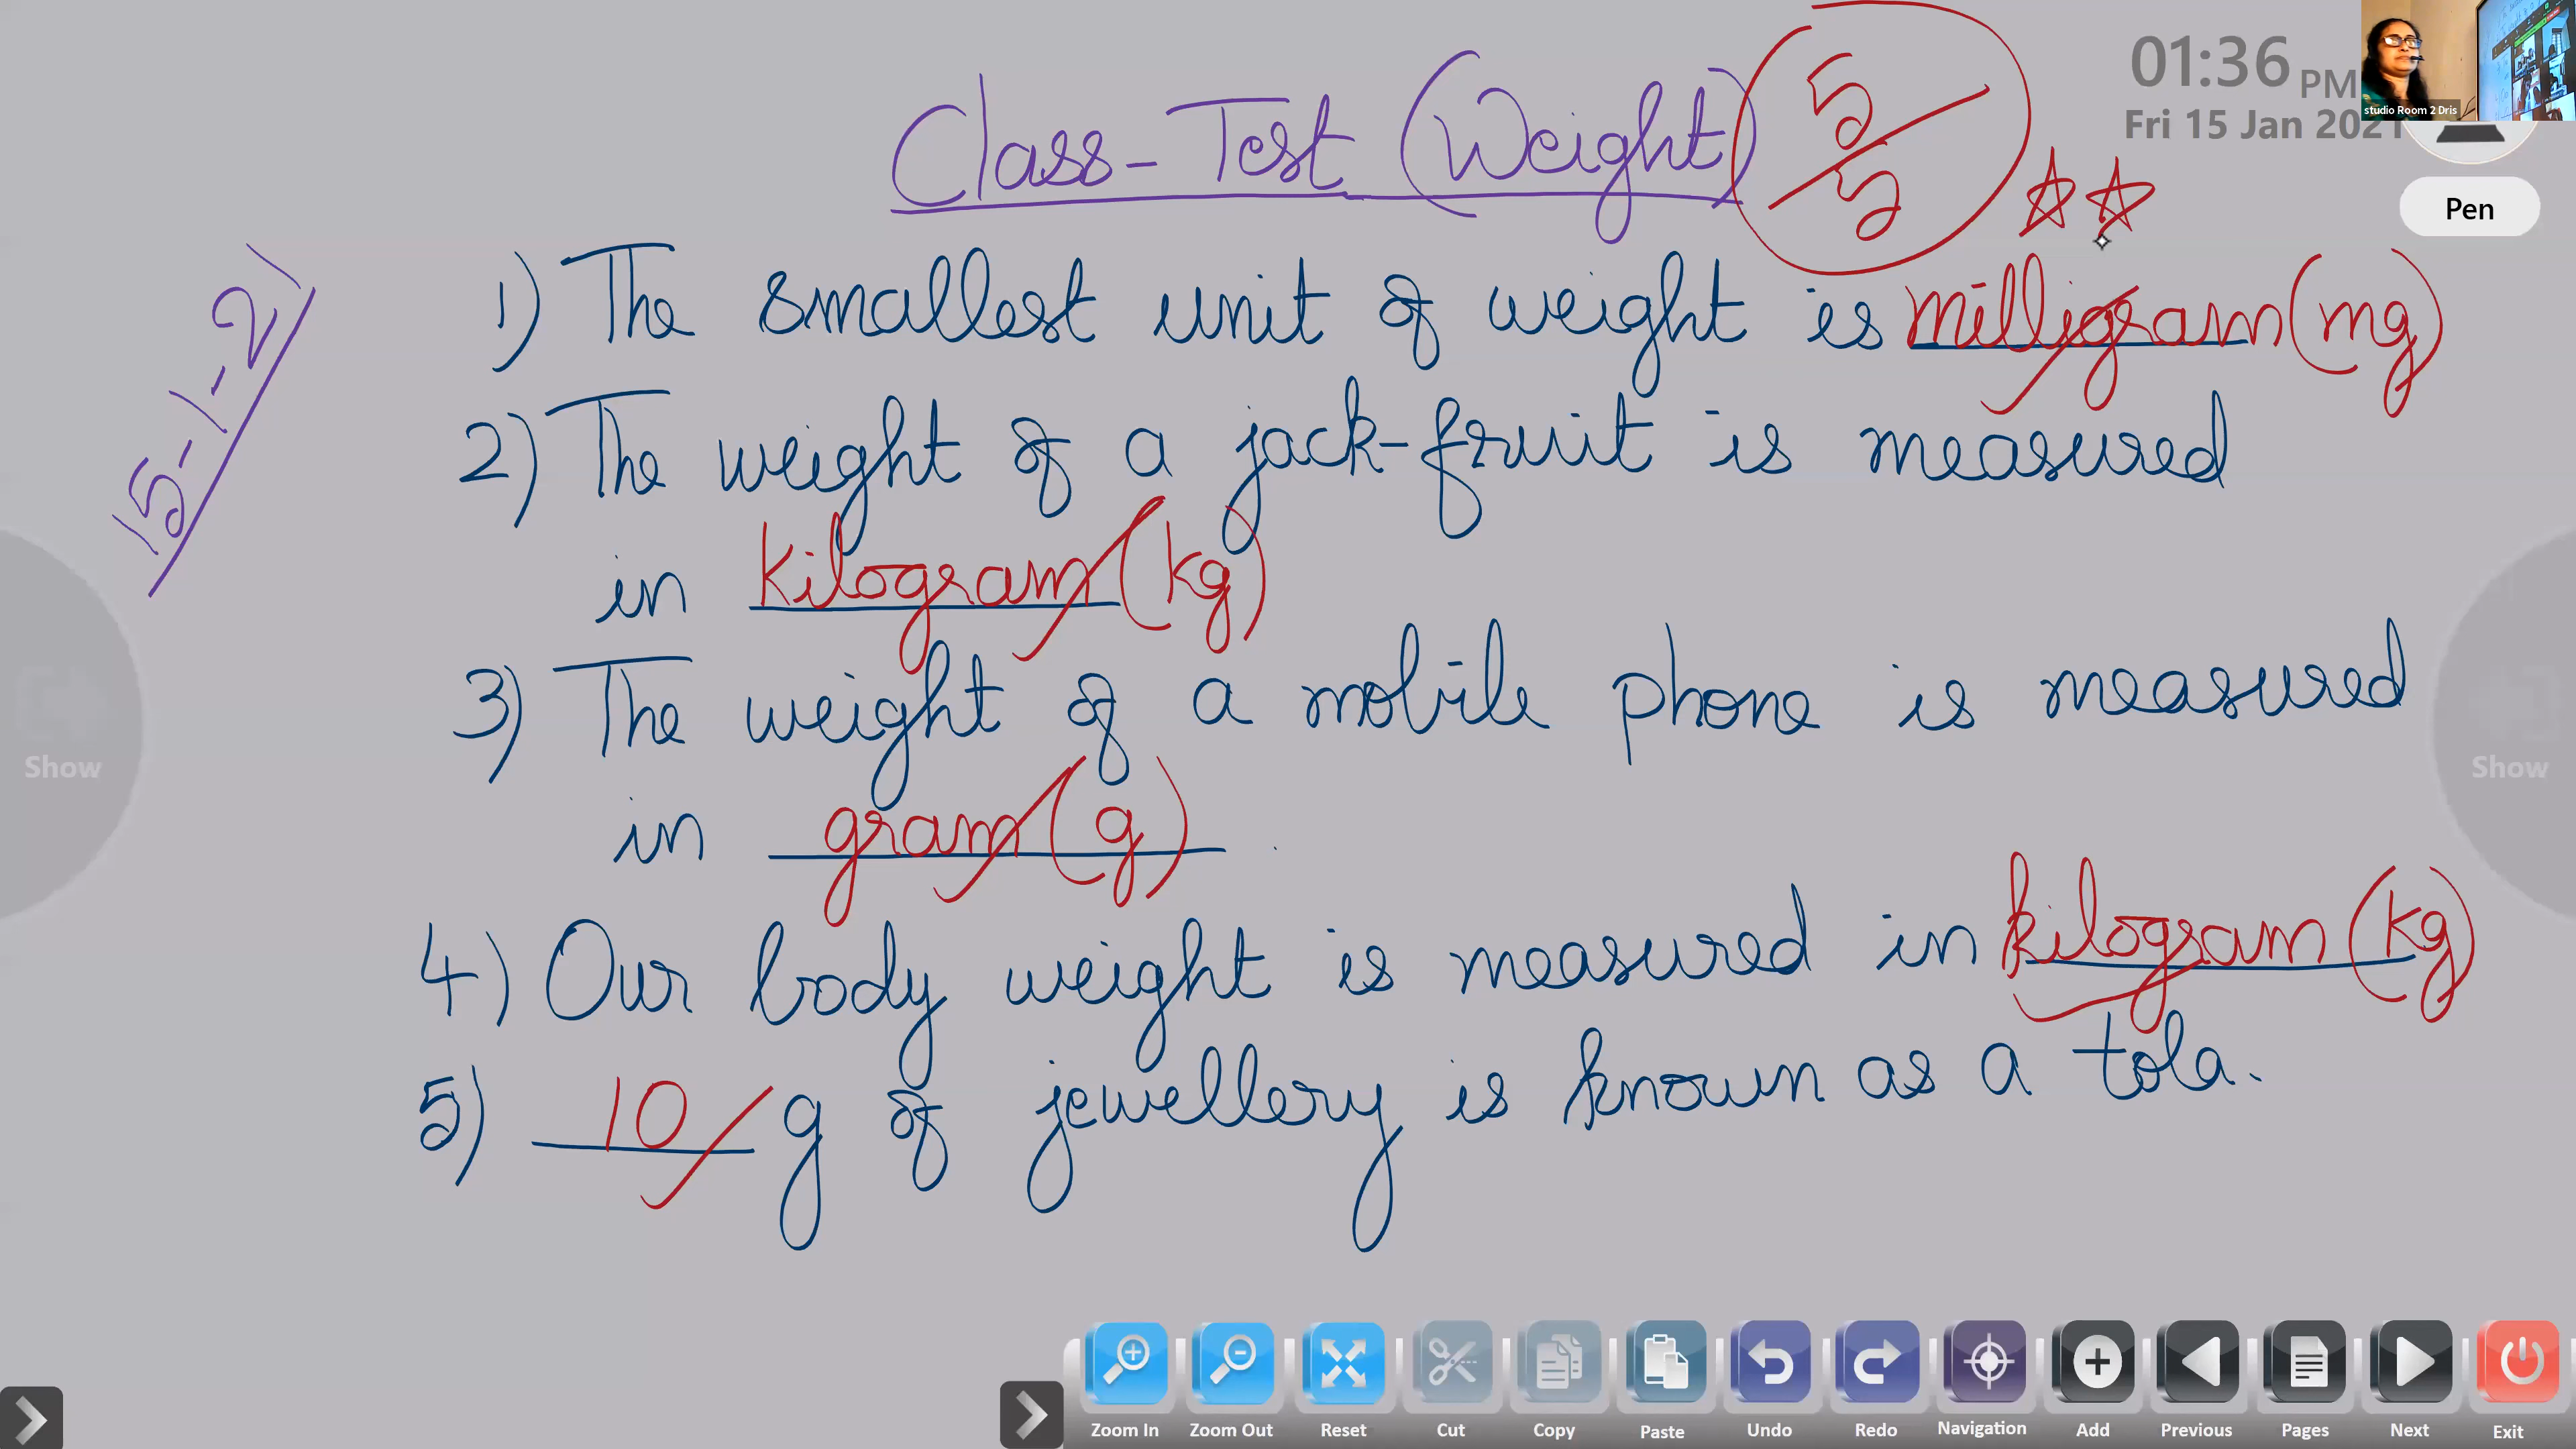 Class-Test (Weight) 5/5
01:36 PM
Fri 15 Jan 2021
studio Room 2 Dris
Pen
15-1-21
1) The smallest unit of weight is milligram (mg)
2) The weight of a jack-fruit is measured
in kilogram (kg)
3) The weight of a mobile phone is measured
in gram (g)
4) Our body weight is measured in kilogram (kg)
5) 10 g of jewellery is known as a tola.
Show
Show
Zoom In Zoom Out Reset Cut Copy Paste Undo Redo Navigation Add Previous Pages Next Exit